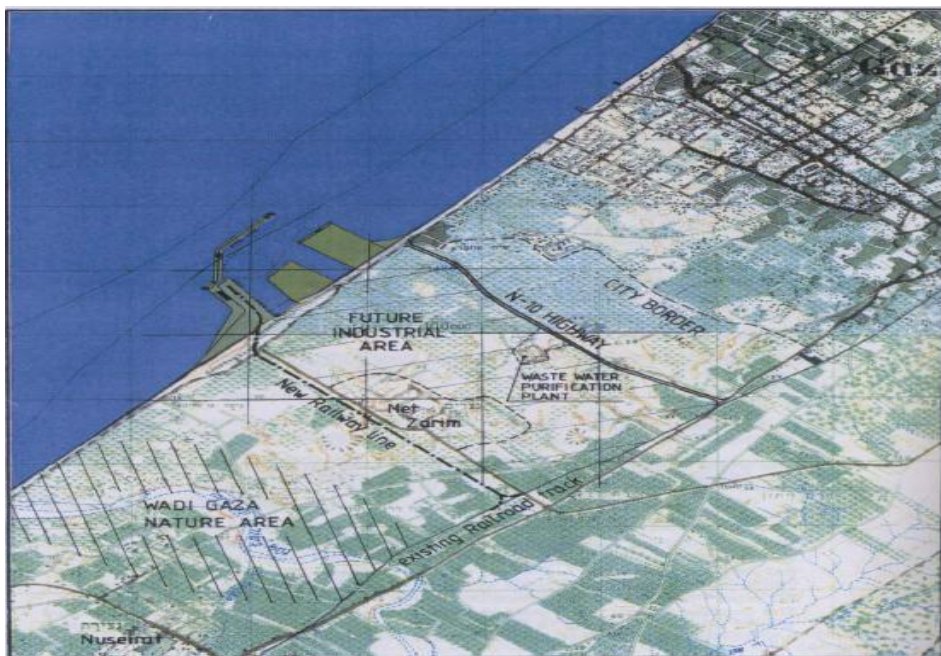 CITY BORDER
N-10 HIGHWAY
FUTURE
INDUSTRIAL
AREA
WASTE WATER
PURIFICATION
PLANT
Net
Zarim
New Railway line
WADI GAZA
NATURE AREA
existing Railroad Track
Nuseirat